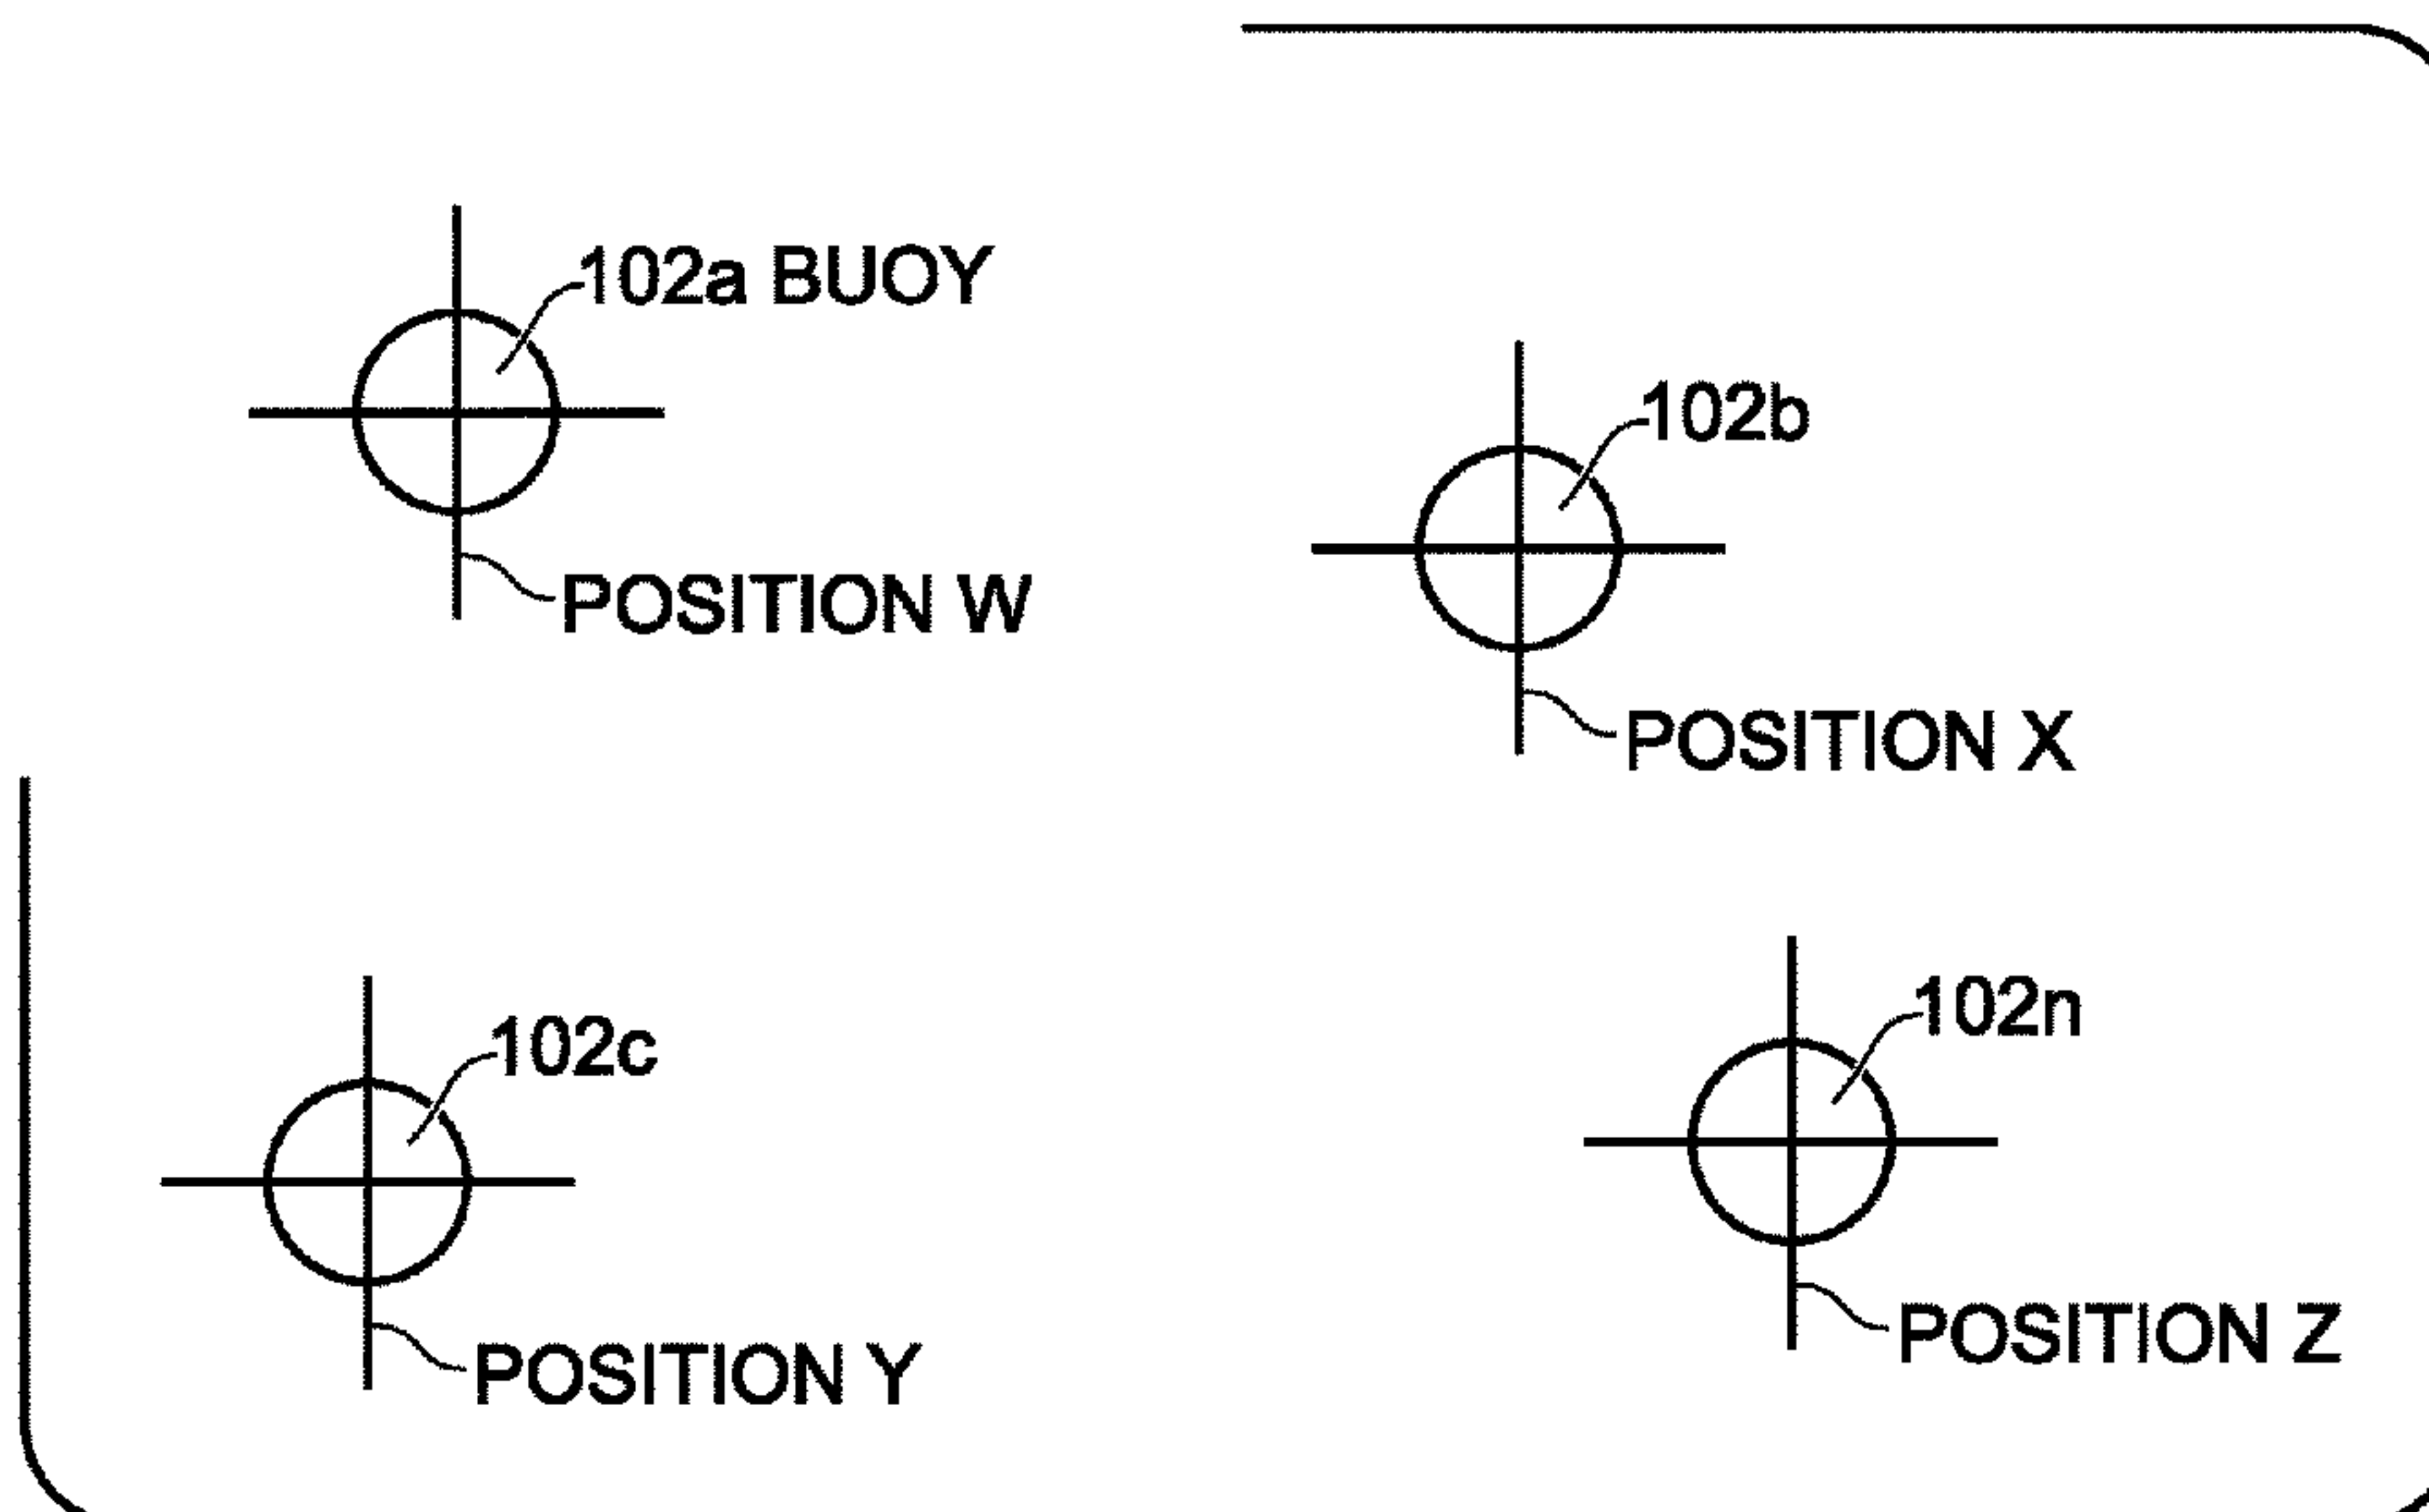 102a BUOY
POSITION W
102b
POSITION X
102c
POSITION Y
102n
POSITION Z